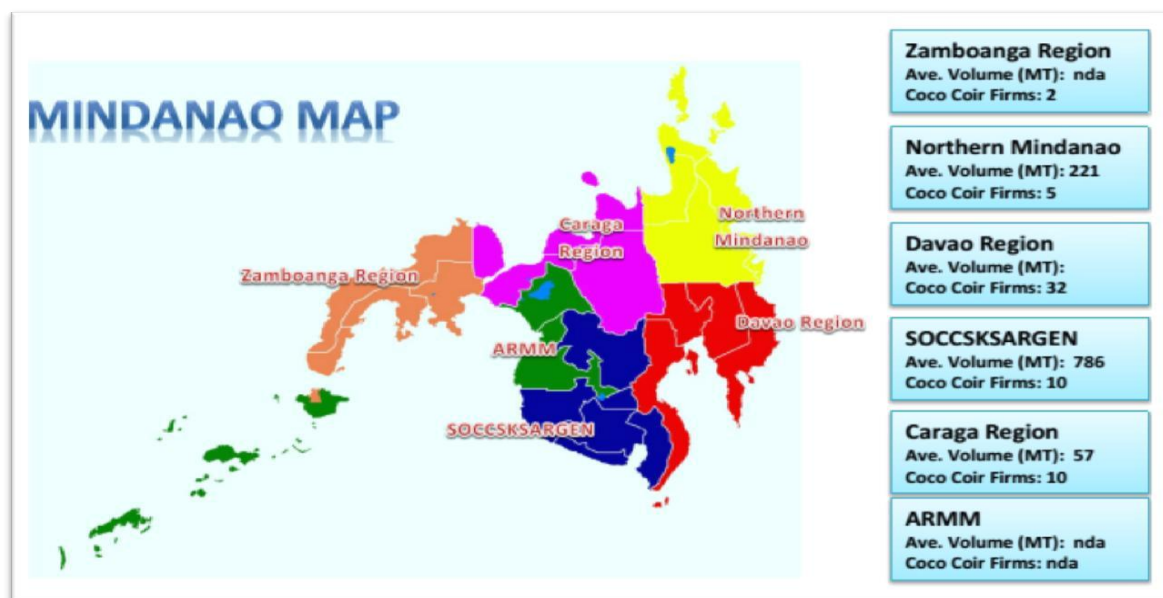 MINDANAO MAP
Caraga
Region
Northern
Mindanao
Zamboanga Region
Davao Region
ARMM
SOCCSKSARGEN
Zamboanga Region
Ave. Volume (MT): nda
Coco Coir Firms: 2
Northern Mindanao
Ave. Volume (MT): 221
Coco Coir Firms: 5
Davao Region
Ave. Volume (MT):
Coco Coir Firms: 32
SOCCSKSARGEN
Ave. Volume (MT): 786
Coco Coir Firms: 10
Caraga Region
Ave. Volume (MT): 57
Coco Coir Firms: 10
ARMM
Ave. Volume (MT): nda
Coco Coir Firms: nda